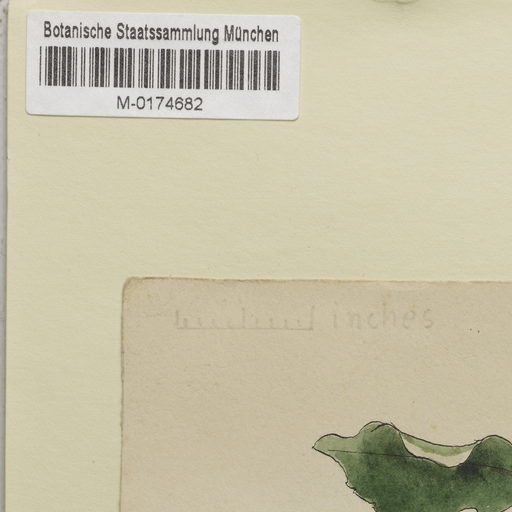 Botanische Staatssammlung München
M-0174682
inches